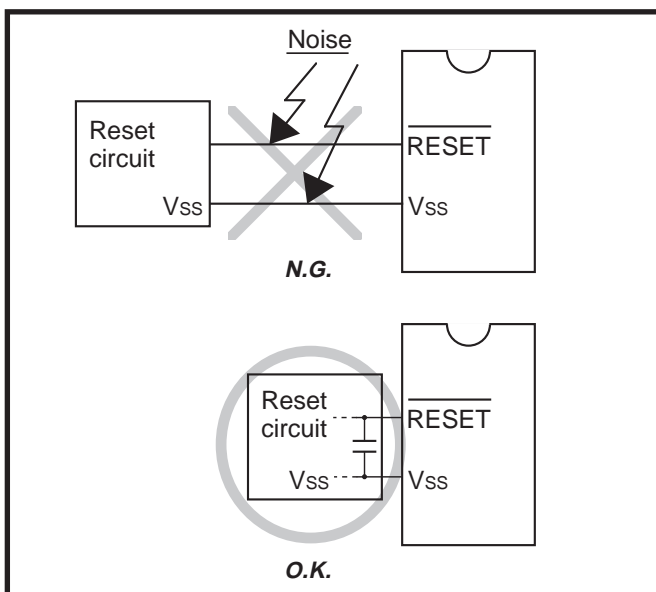 Noise
Reset
circuit
RESET
Vss
Vss
N.G.
Reset
circuit
RESET
Vss
Vss
O.K.